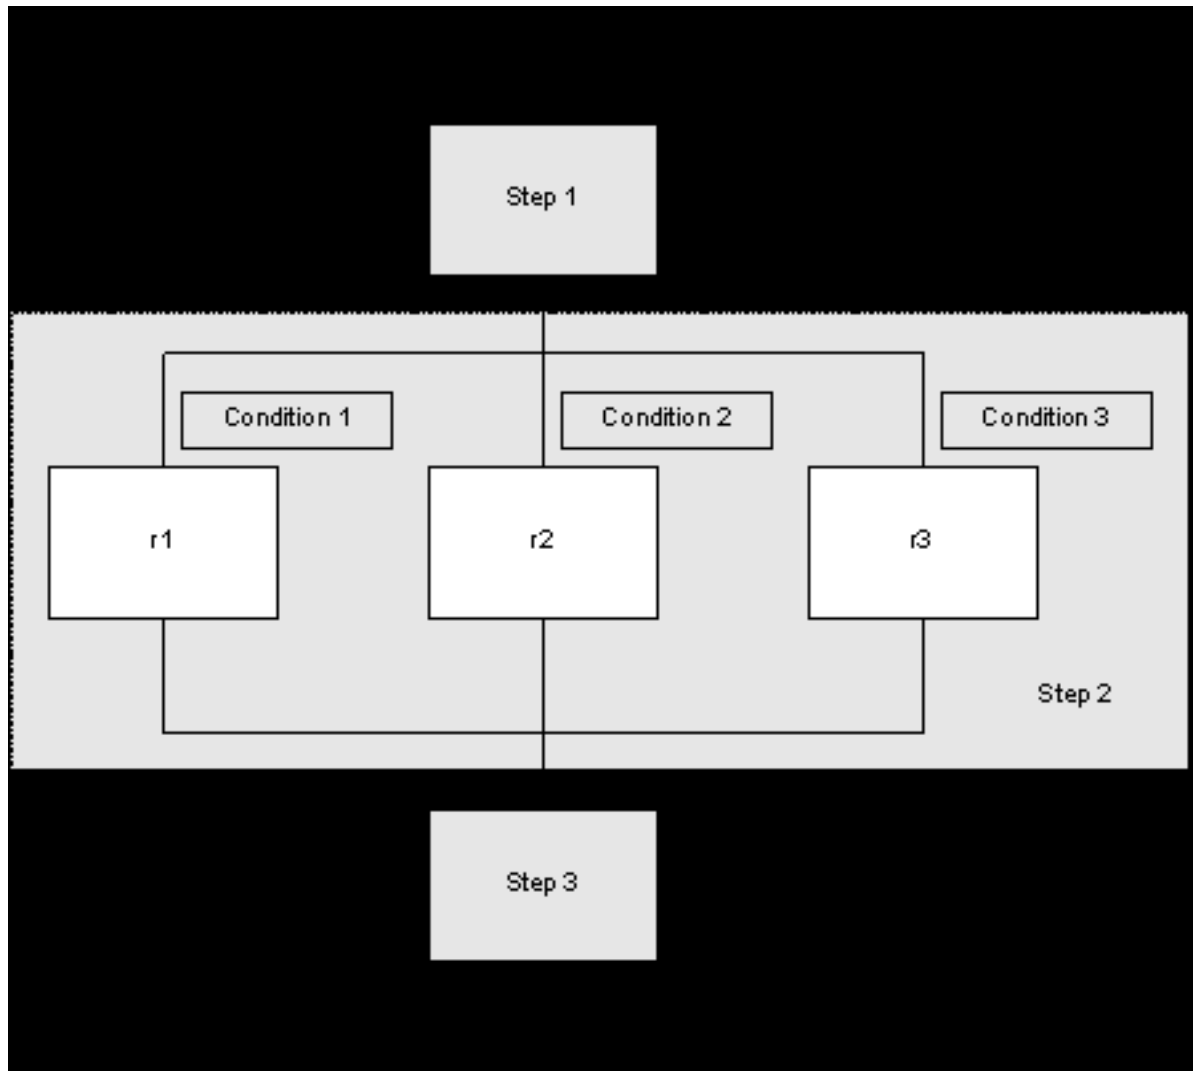 Step 1
Condition 1
Condition 2
Condition 3
r1
r2
r3
Step 2
Step 3